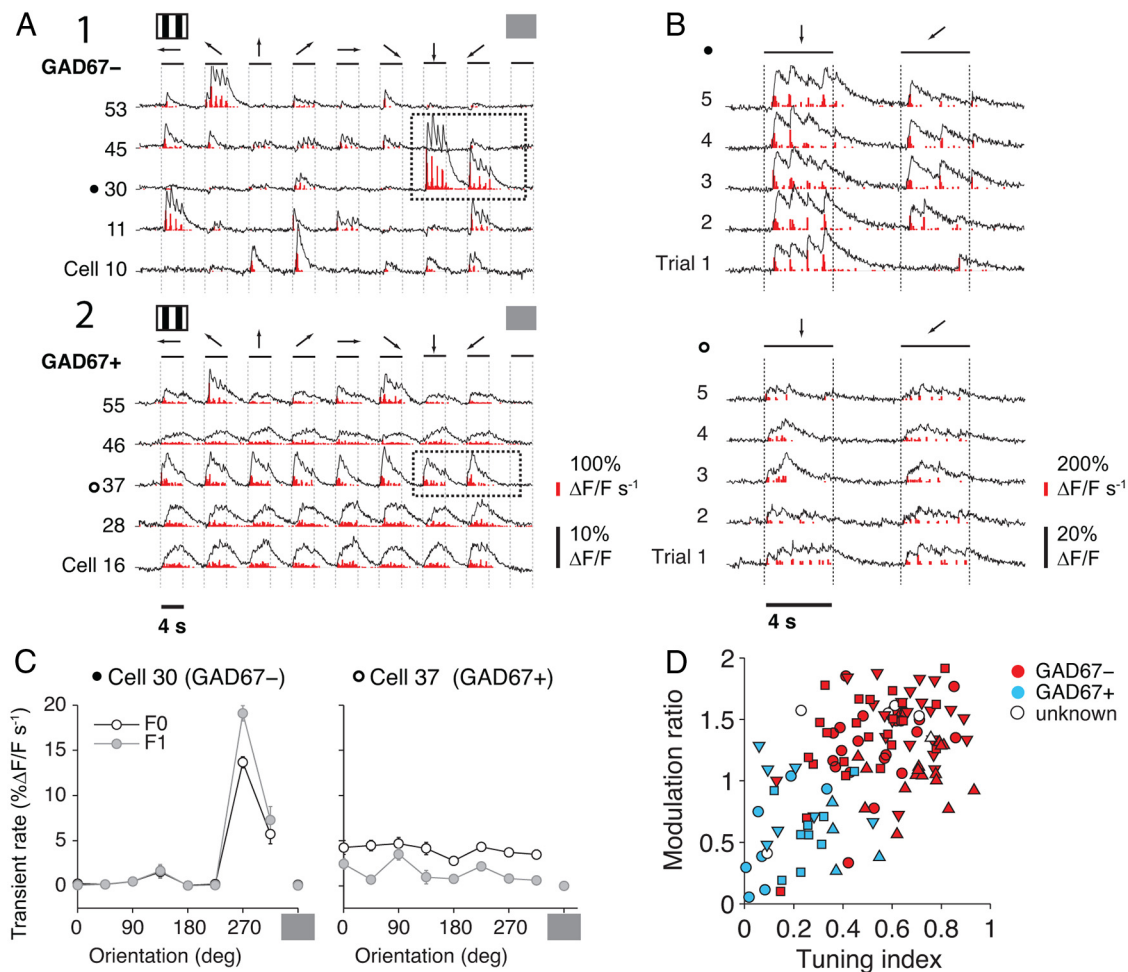 A
1
GAD67−
53
45
30
11
Cell 10
2
GAD67+
55
46
37
28
Cell 16
4 s
100%
ΔF/F s⁻¹
10%
ΔF/F
B
5
4
3
2
Trial 1
5
4
3
2
Trial 1
4 s
200%
ΔF/F s⁻¹
20%
ΔF/F
C
Cell 30 (GAD67−)
Cell 37 (GAD67+)
F0
F1
Transient rate (%ΔF/F s⁻¹)
20
15
10
5
0
0 90 180 270
Orientation (deg)
0 90 180 270
Orientation (deg)
D
Modulation ratio
2
1.5
1
0.5
0
0 0.2 0.4 0.6 0.8 1
Tuning index
GAD67−
GAD67+
unknown